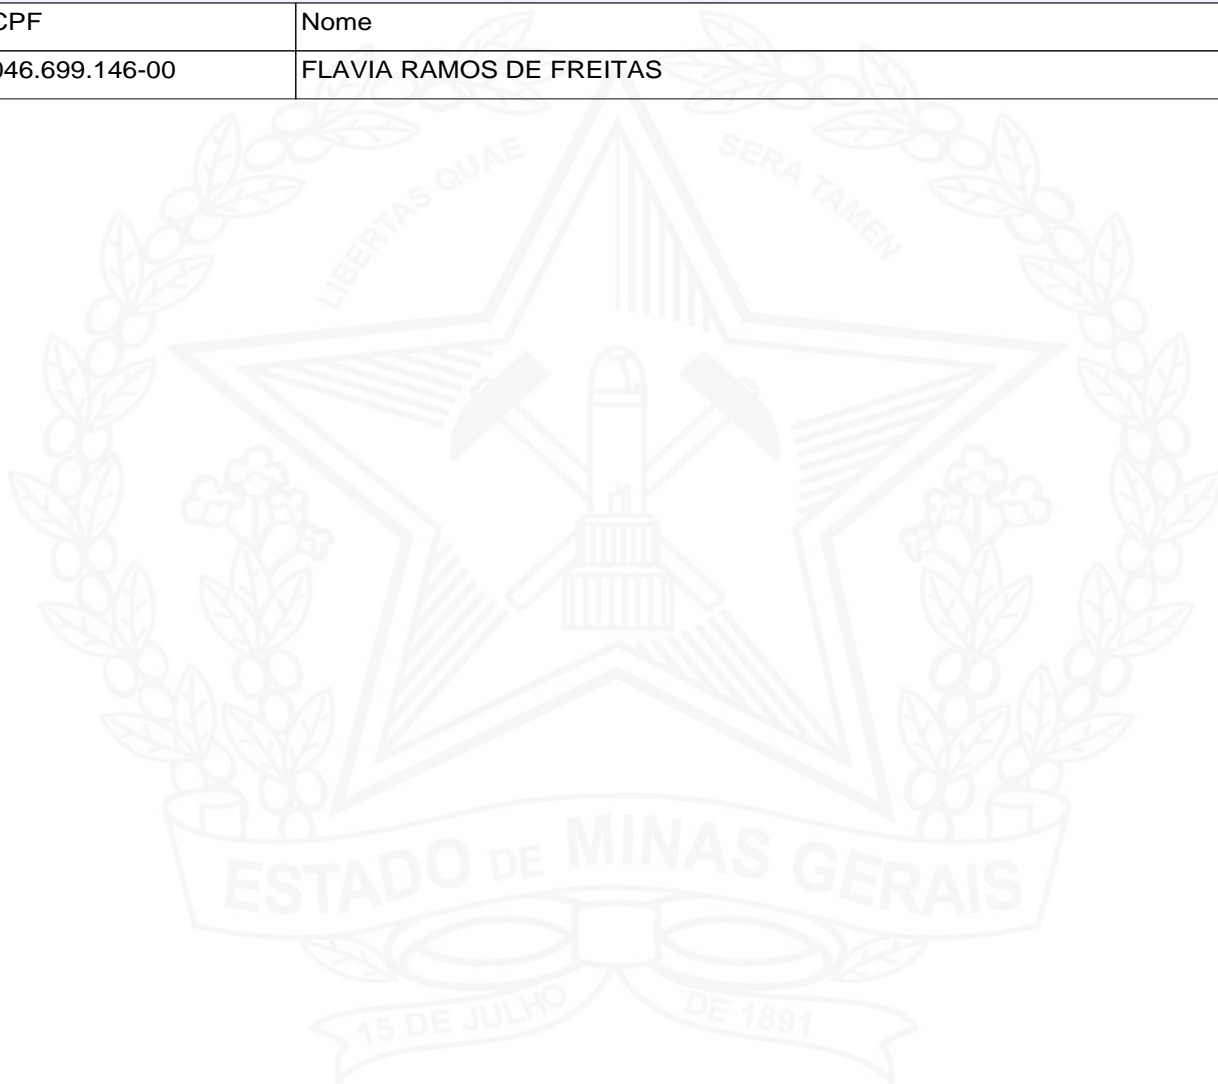 CPF Nome
046.699.146-00 FLAVIA RAMOS DE FREITAS
LIBERTAS QUAE SERA TAMEN
ESTADO DE MINAS GERAIS
15 DE JULHO DE 1891